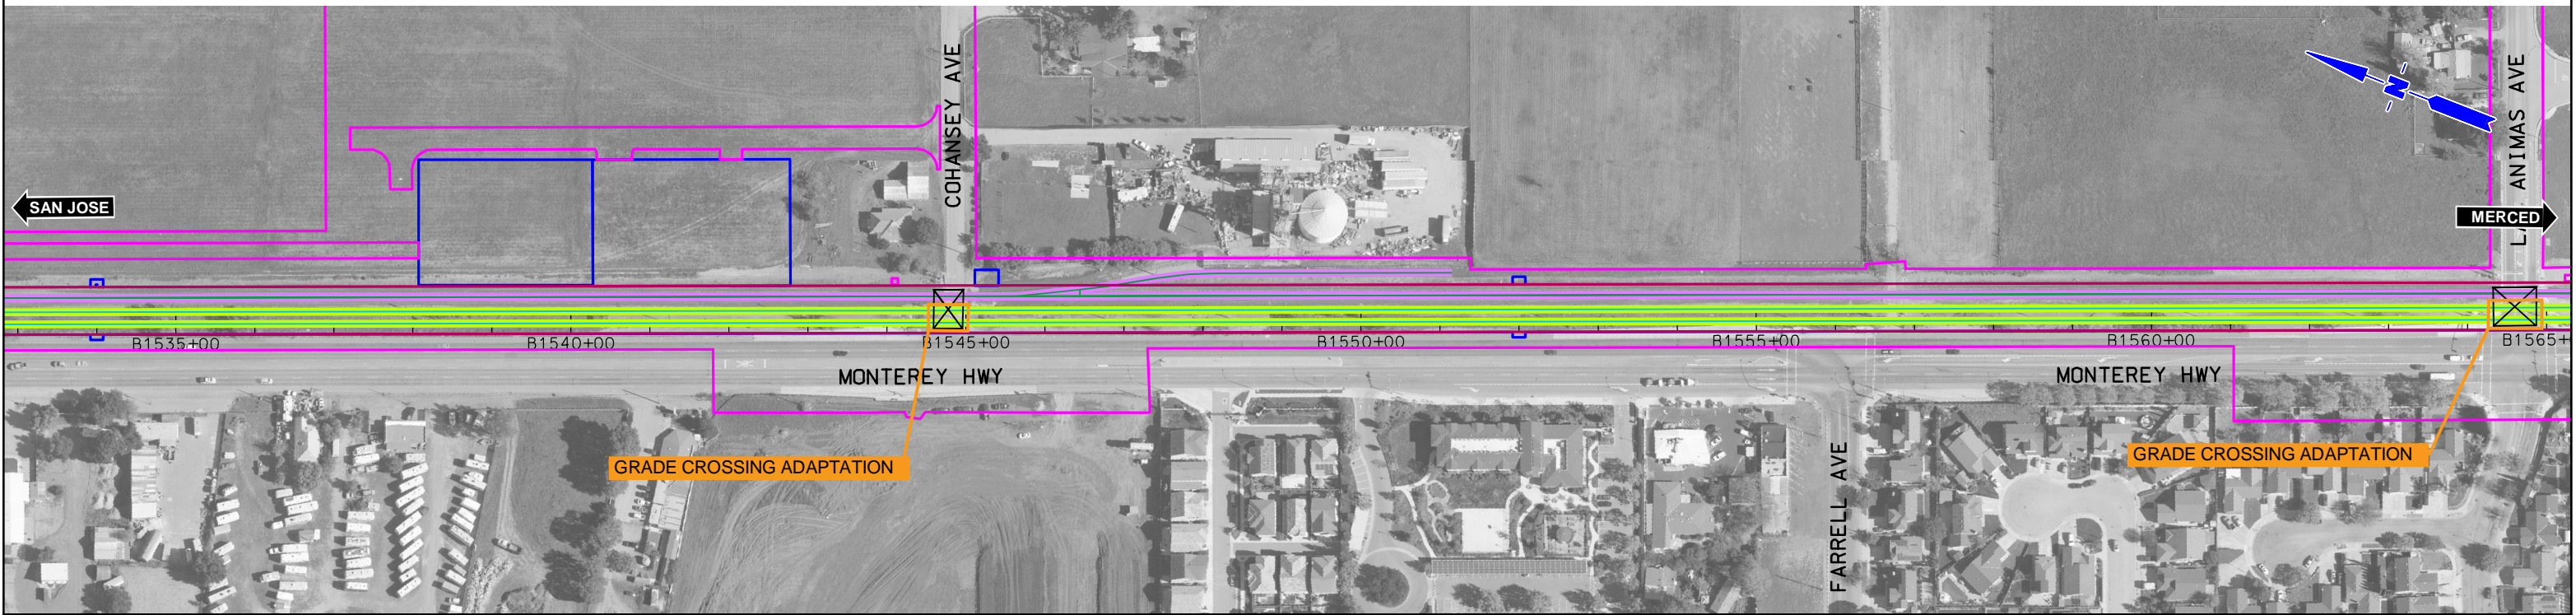 COHANSEY AVE
N
ANIMAS AVE
SAN JOSE
MERCED
B1535+00
B1540+00
B1545+00
B1550+00
B1555+00
B1560+00
B1565+
MONTEREY HWY
MONTEREY HWY
GRADE CROSSING ADAPTATION
FARRELL AVE
GRADE CROSSING ADAPTATION